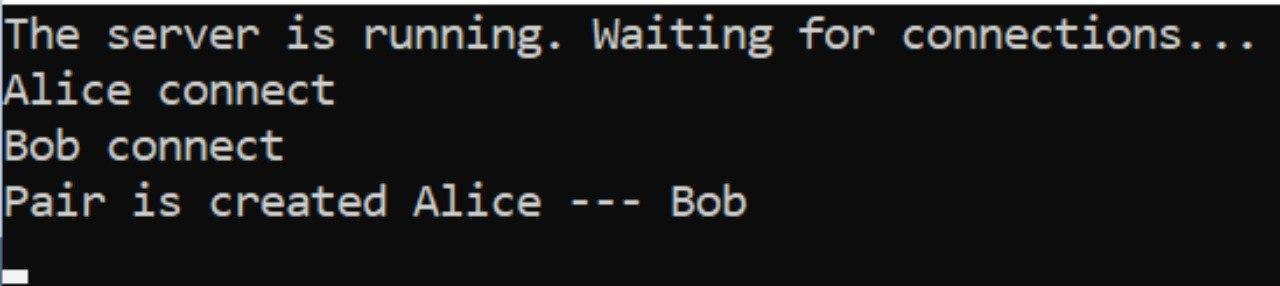 The server is running. Waiting for connections...
Alice connect
Bob connect
Pair is created Alice --- Bob